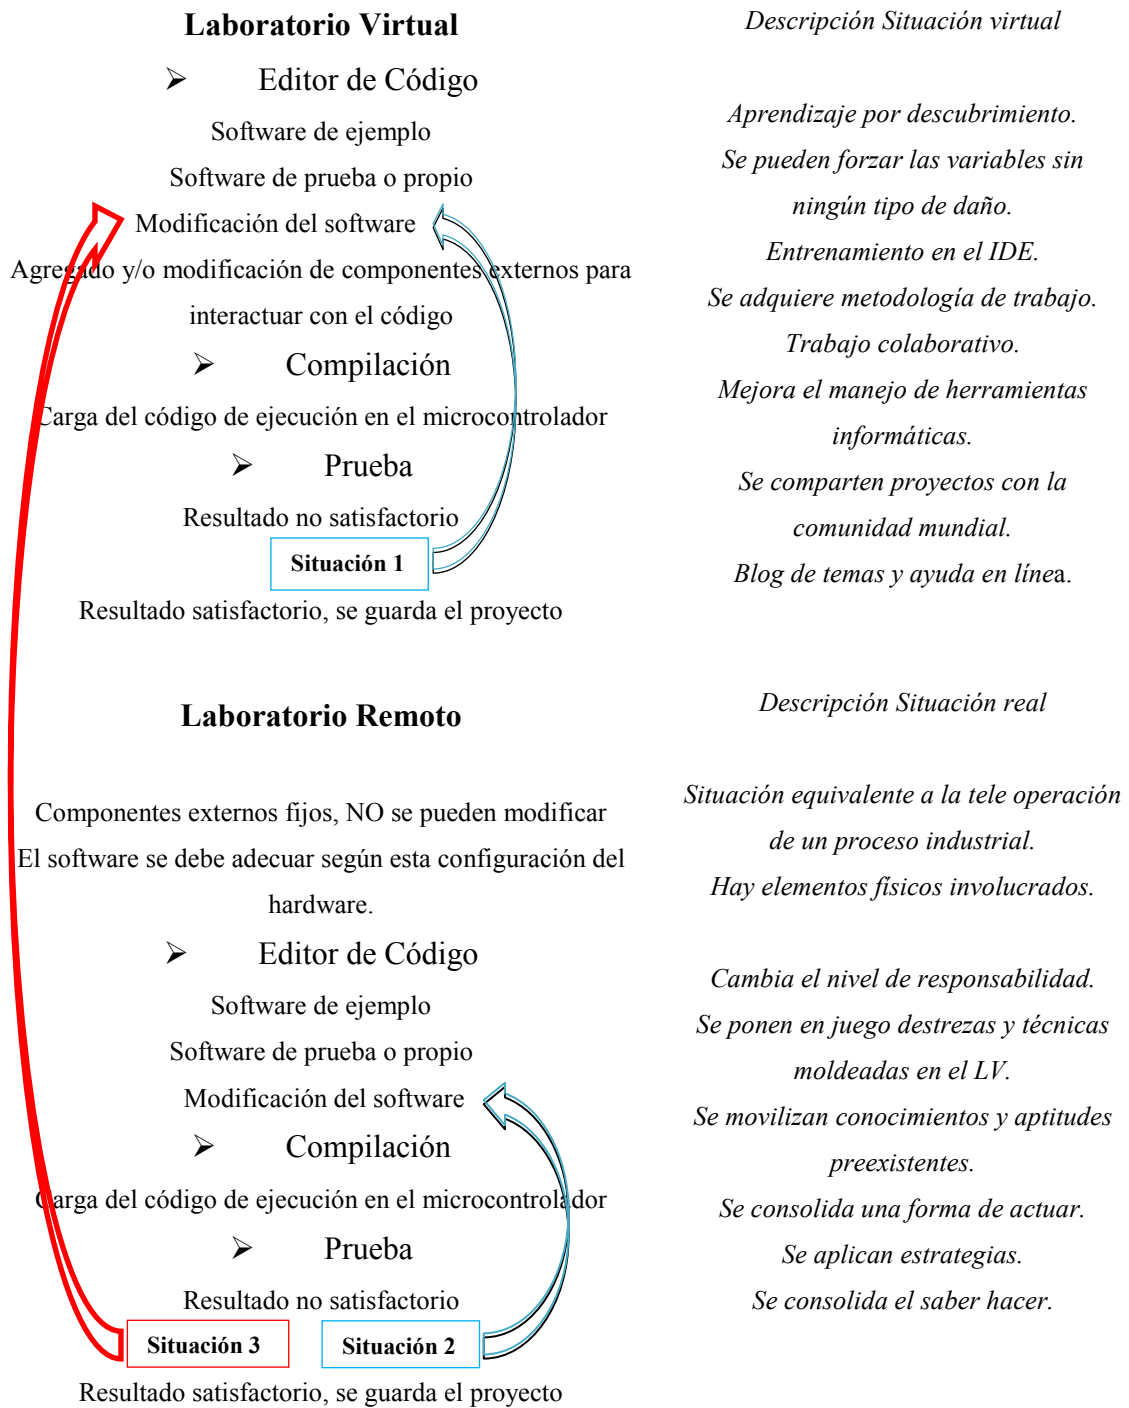 Laboratorio Virtual
➢ Editor de Código
Software de ejemplo
Software de prueba o propio
Modificación del software
Agregado y/o modificación de componentes externos para
interactuar con el código
➢ Compilación
Carga del código de ejecución en el microcontrolador
➢ Prueba
Resultado no satisfactorio
Situación 1
Resultado satisfactorio, se guarda el proyecto
Descripción Situación virtual
Aprendizaje por descubrimiento.
Se pueden forzar las variables sin
ningún tipo de daño.
Entrenamiento en el IDE.
Se adquiere metodología de trabajo.
Trabajo colaborativo.
Mejora el manejo de herramientas
informáticas.
Se comparten proyectos con la
comunidad mundial.
Blog de temas y ayuda en línea.
Laboratorio Remoto
Componentes externos fijos, NO se pueden modificar
El software se debe adecuar según esta configuración del
hardware.
➢ Editor de Código
Software de ejemplo
Software de prueba o propio
Modificación del software
➢ Compilación
Carga del código de ejecución en el microcontrolador
➢ Prueba
Resultado no satisfactorio
Situación 3
Situación 2
Resultado satisfactorio, se guarda el proyecto
Descripción Situación real
Situación equivalente a la tele operación
de un proceso industrial.
Hay elementos físicos involucrados.
Cambia el nivel de responsabilidad.
Se ponen en juego destrezas y técnicas
moldeadas en el LV.
Se movilizan conocimientos y aptitudes
preexistentes.
Se consolida una forma de actuar.
Se aplican estrategias.
Se consolida el saber hacer.